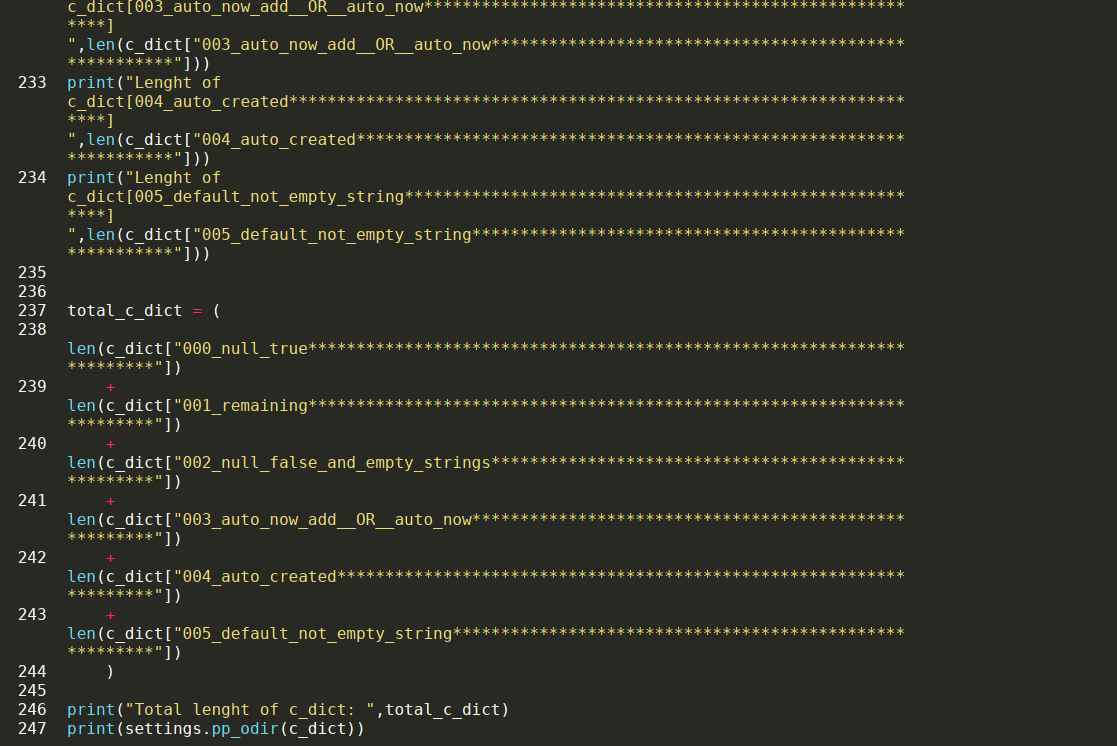 c_dict[003_auto_now_add__OR__auto_now**************************************************
****]
",len(c_dict["003_auto_now_add__OR__auto_now*******************************************
***********"]))
233 print("Lenght of
c_dict[004_auto_created****************************************************************
****]
",len(c_dict["004_auto_created*********************************************************
***********"]))
234 print("Lenght of
c_dict[005_default_not_empty_string****************************************************
****]
",len(c_dict["005_default_not_empty_string*********************************************
***********"]))
235
236
237 total_c_dict = (
238
len(c_dict["000_null_true**************************************************************
*********"])
239 +
len(c_dict["001_remaining**************************************************************
*********"])
240 +
len(c_dict["002_null_false_and_empty_strings*******************************************
*********"])
241 +
len(c_dict["003_auto_now_add__OR__auto_now*********************************************
*********"])
242 +
len(c_dict["004_auto_created***********************************************************
*********"])
243 +
len(c_dict["005_default_not_empty_string***********************************************
*********"])
244 )
245
246 print("Total lenght of c_dict: ",total_c_dict)
247 print(settings.pp_odir(c_dict))